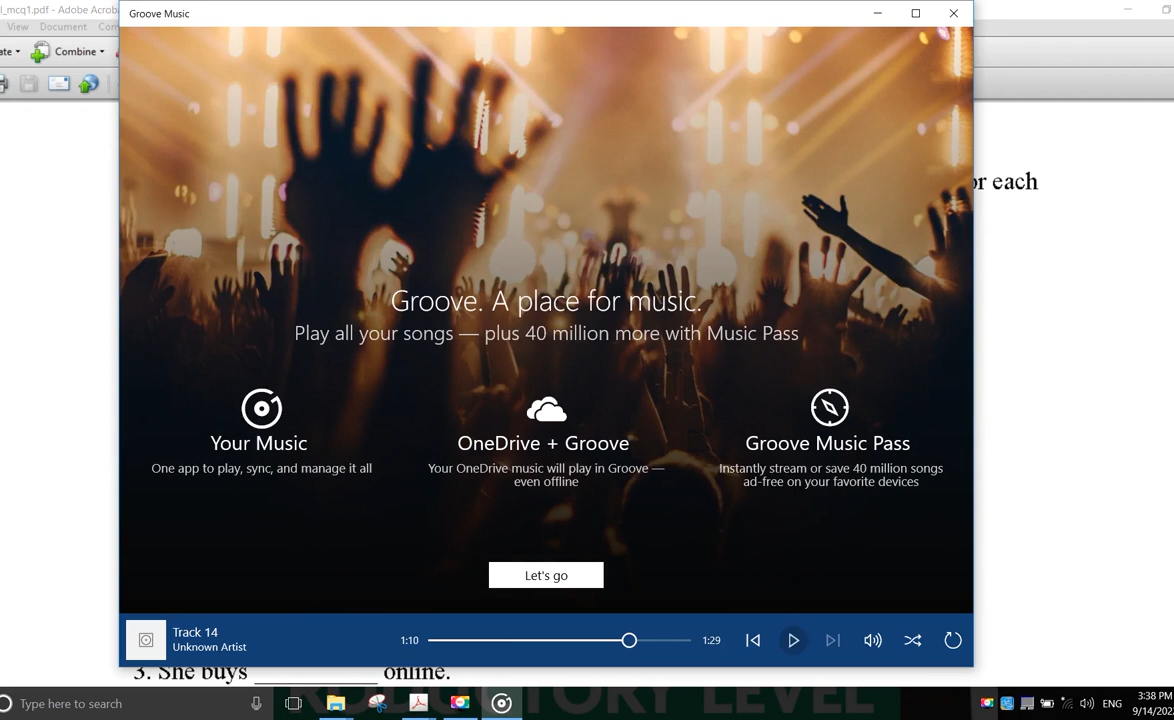 l_mcq1.pdf - Adobe Acrob
Groove Music
View Document Con
ate Combine
or each
Groove. A place for music.
Play all your songs — plus 40 million more with Music Pass
Your Music
One app to play, sync, and manage it all
OneDrive + Groove
Your OneDrive music will play in Groove —
even offline
Groove Music Pass
Instantly stream or save 40 million songs
ad-free on your favorite devices
Let's go
Track 14
Unknown Artist
1:10
1:29
3. She buys ____________ online.
RODUCTORY LEVEL
Type here to search
ENG
3:38 PM
9/14/202